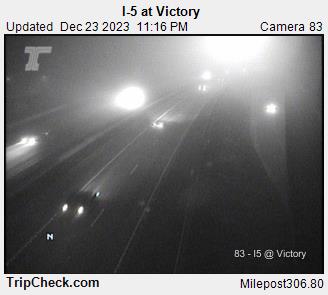 I-5 at Victory
Updated Dec 23 2023 11:16 PM Camera 83
T
N
83 - I5 @ Victory
TripCheck.com Milepost306.80